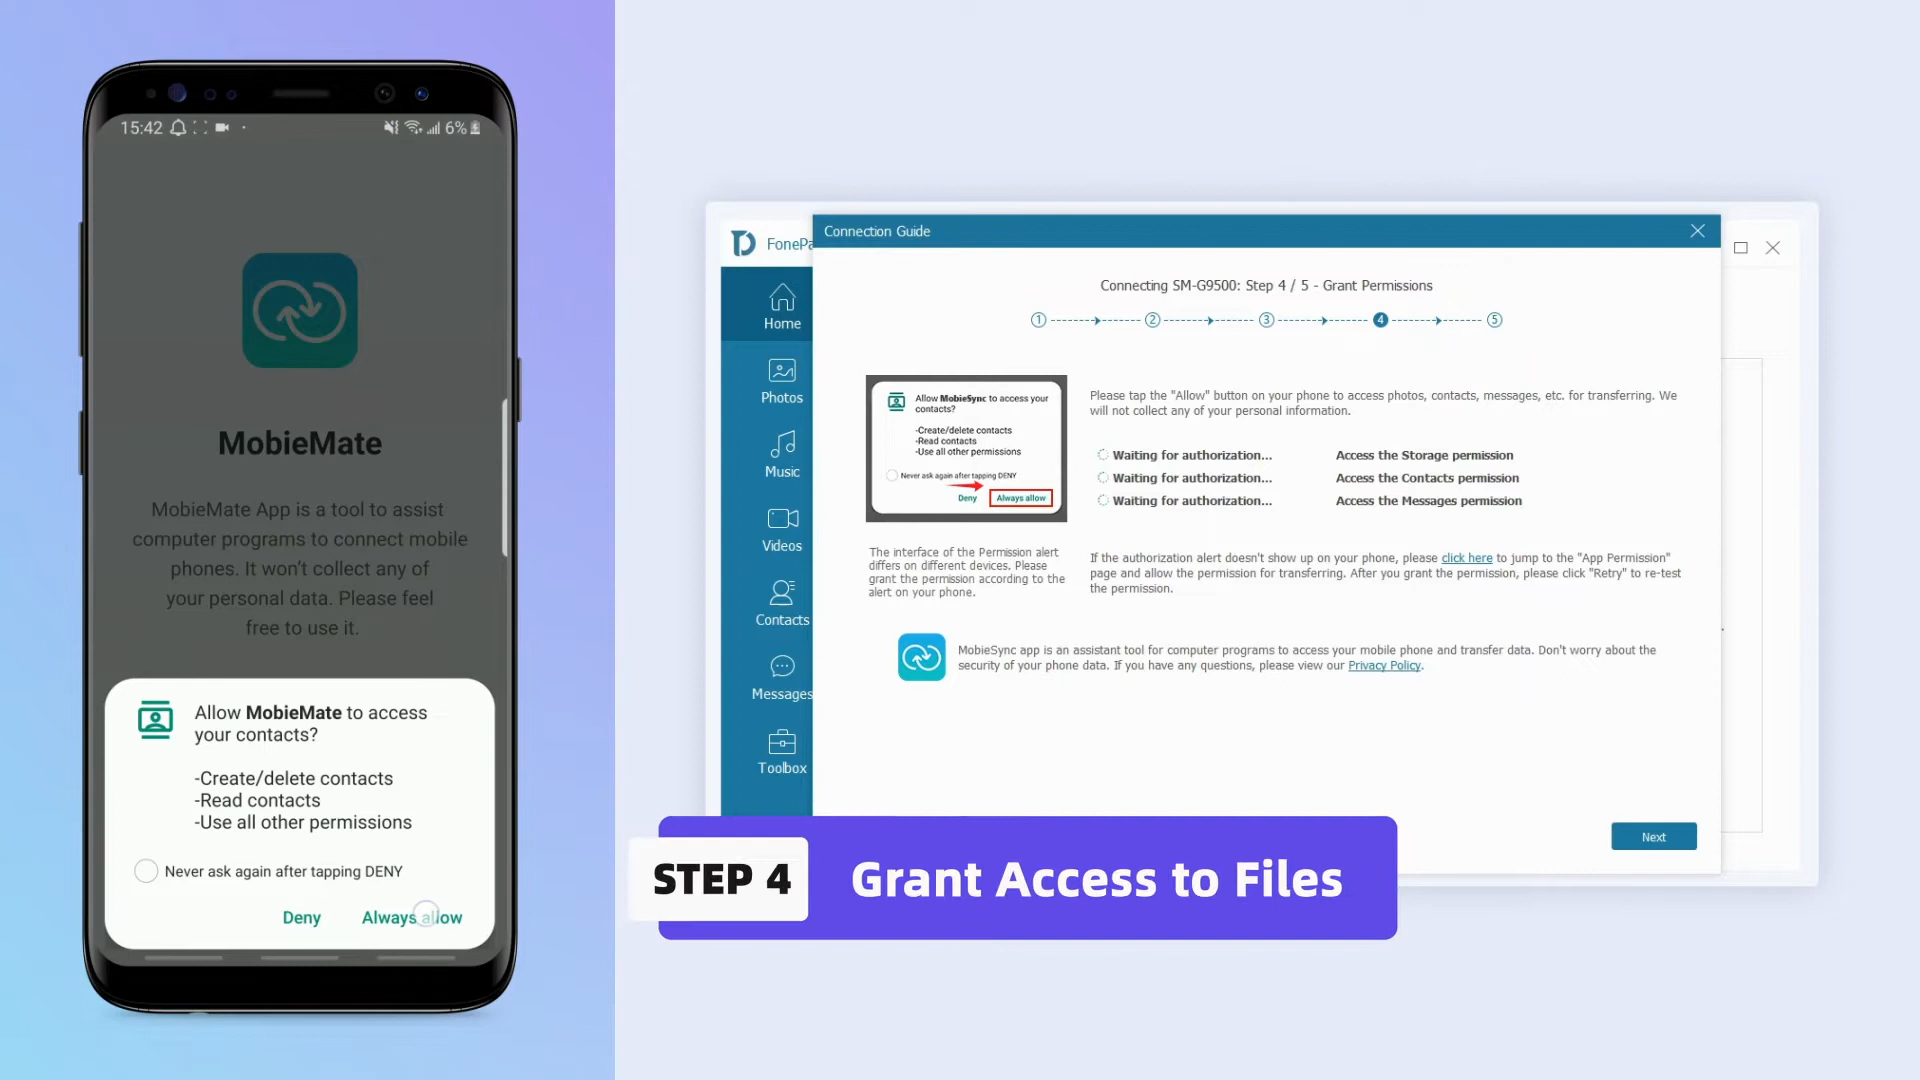 15:42
6%
MobieMate
MobieMate App is a tool to assist
computer programs to connect mobile
phones. It won't collect any of
your personal data. Please feel
free to use it.
Allow MobieMate to access
your contacts?
-Create/delete contacts
-Read contacts
-Use all other permissions
Never ask again after tapping DENY
Deny
Always allow
FonePa
Home
Photos
Music
Videos
Contacts
Messages
Toolbox
Connection Guide
Connecting SM-G9500: Step 4 / 5 - Grant Permissions
1
2
3
4
5
Allow MobieSync to access your
contacts?
-Create/delete contacts
-Read contacts
-Use all other permissions
Never ask again after tapping DENY
Deny
Always allow
The interface of the Permission alert
differs on different devices. Please
grant the permission according to the
alert on your phone.
Please tap the "Allow" button on your phone to access photos, contacts, messages, etc. for transferring. We
will not collect any of your personal information.
Waiting for authorization... Access the Storage permission
Waiting for authorization... Access the Contacts permission
Waiting for authorization... Access the Messages permission
If the authorization alert doesn't show up on your phone, please click here to jump to the "App Permission"
page and allow the permission for transferring. After you grant the permission, please click "Retry" to re-test
the permission.
MobieSync app is an assistant tool for computer programs to access your mobile phone and transfer data. Don't worry about the
security of your phone data. If you have any questions, please view our Privacy Policy.
Next
STEP 4
Grant Access to Files